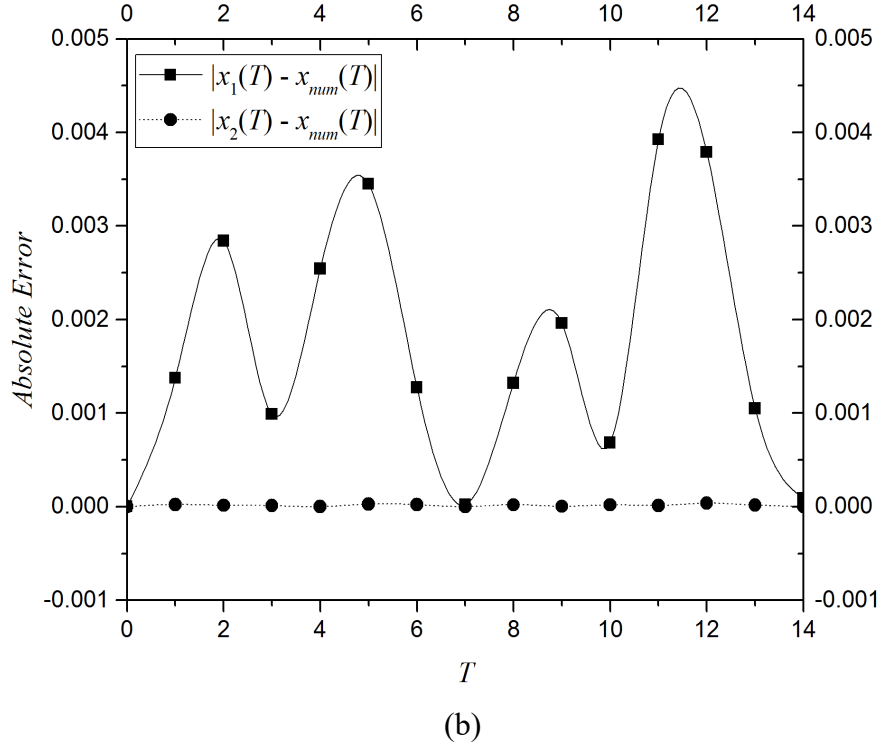 0 2 4 6 8 10 12 14
0.005 0.005
|x₁(T) - xₙᵤₘ(T)|
|x₂(T) - xₙᵤₘ(T)|
0.004 0.004
0.003 0.003
0.002 0.002
0.001 0.001
0.000 0.000
-0.001 -0.001
Absolute Error
0 2 4 6 8 10 12 14
T
(b)